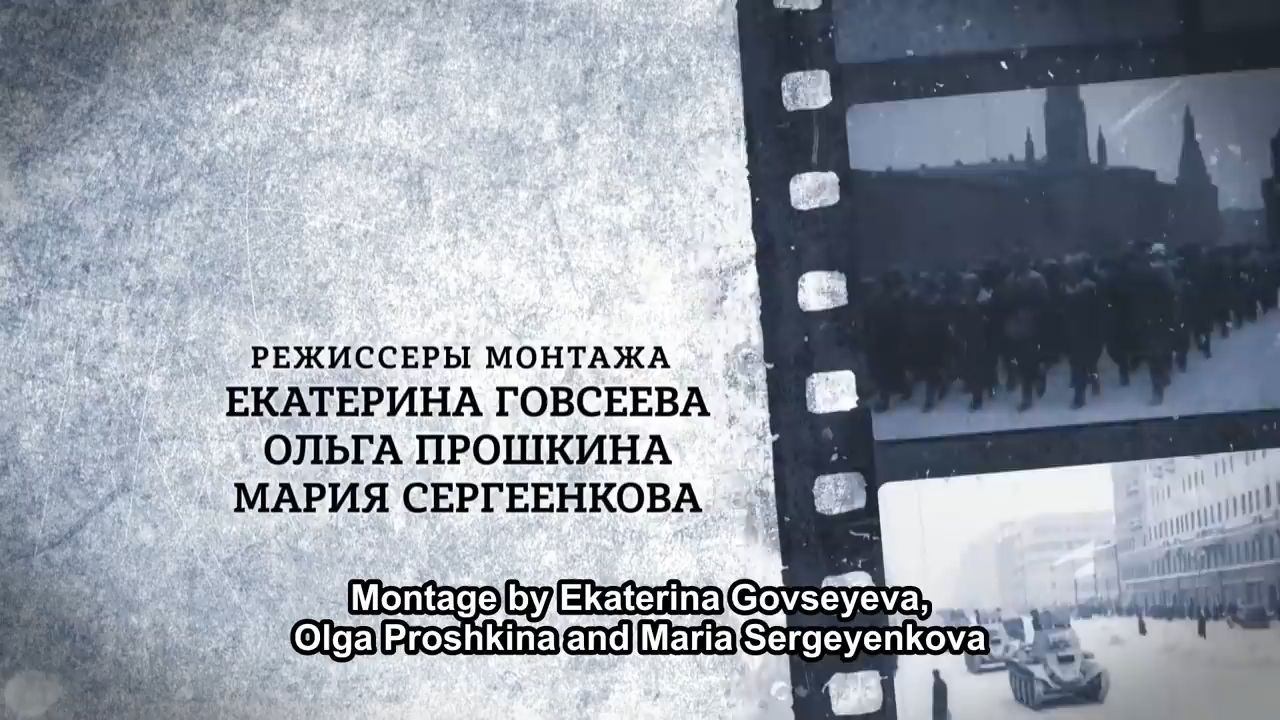 РЕЖИССЕРЫ МОНТАЖА
ЕКАТЕРИНА ГОВСЕЕВА
ОЛЬГА ПРОШКИНА
МАРИЯ СЕРГЕЕНКОВА
Montage by Ekaterina Govseyeva,
Olga Proshkina and Maria Sergeyenkova